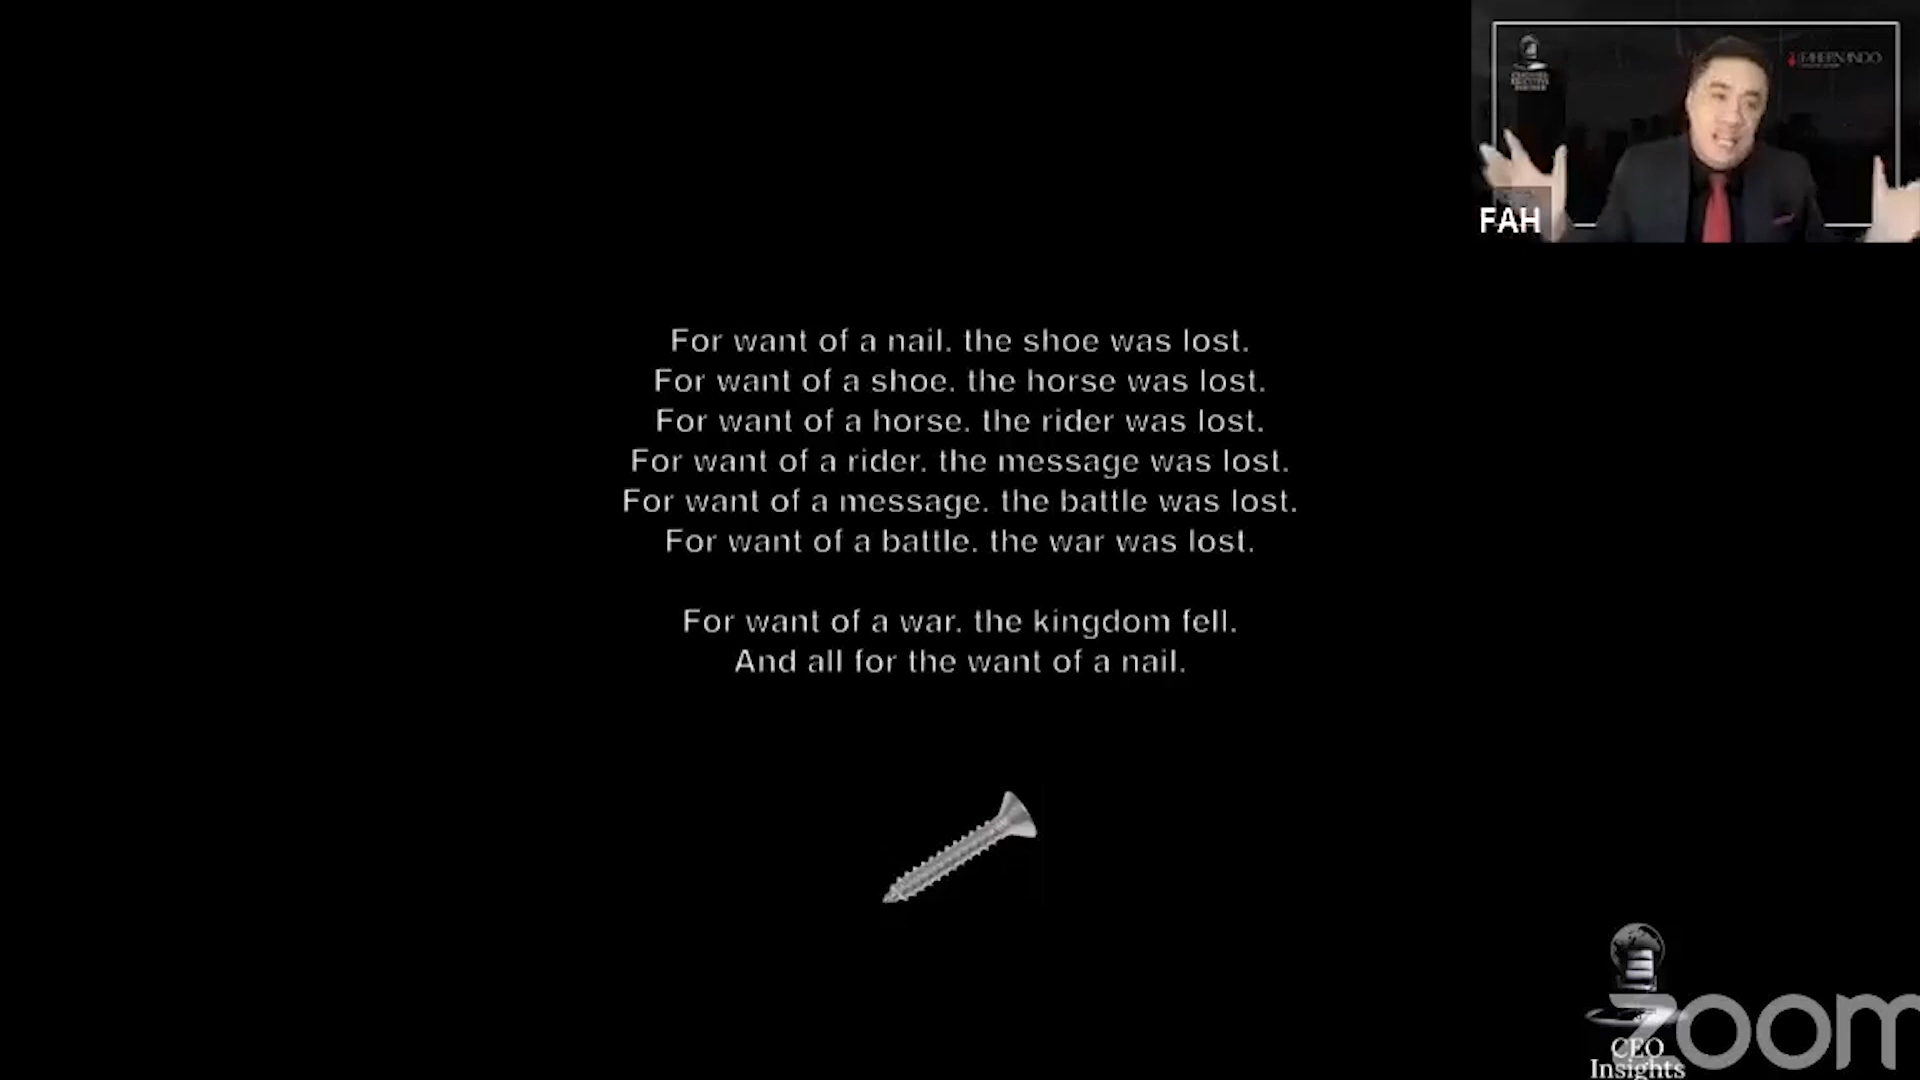 FAH
For want of a nail. the shoe was lost.
For want of a shoe. the horse was lost.
For want of a horse. the rider was lost.
For want of a rider. the message was lost.
For want of a message. the battle was lost.
For want of a battle. the war was lost.
For want of a war. the kingdom fell.
And all for the want of a nail.
zoom
CEO
Insights